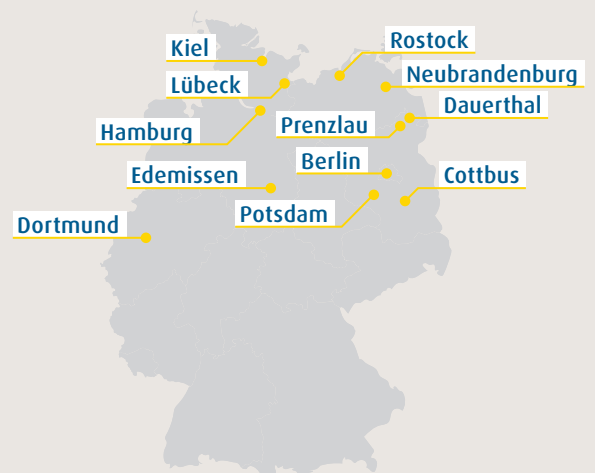 Rostock
Kiel
Neubrandenburg
Lübeck
Dauerthal
Prenzlau
Hamburg
Berlin
Cottbus
Edemissen
Potsdam
Dortmund